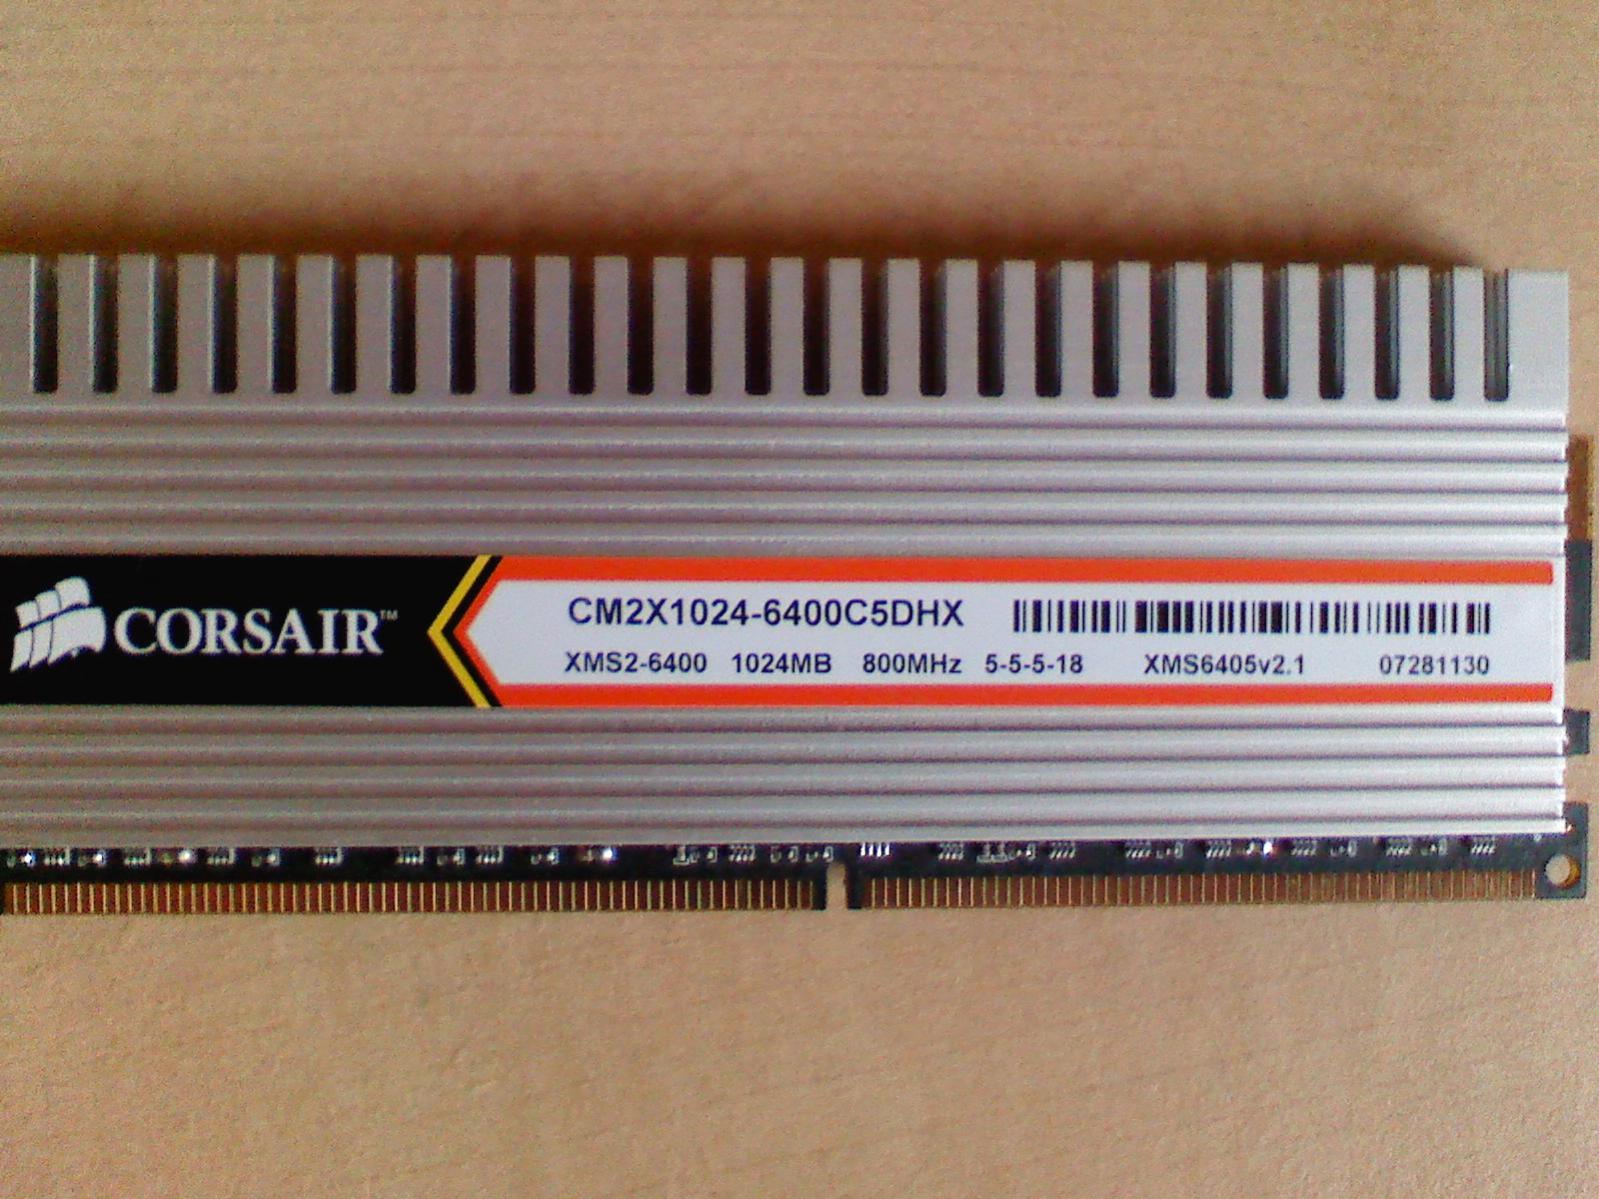 CORSAIR™
CM2X1024-6400C5DHX
XMS2-6400 1024MB 800MHz 5-5-5-18 XMS6405v2.1 07281130